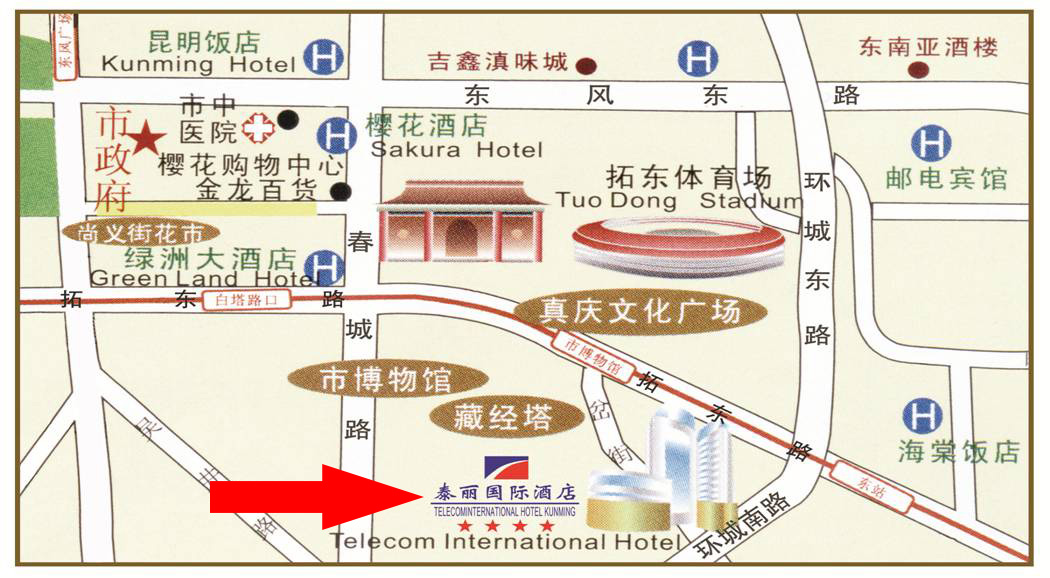 东风广场
昆明饭店
Kunming Hotel
H
吉鑫滇味城
H
东南亚酒楼
东风东路
市政府
市中
医院
H
樱花酒店
Sakura Hotel
樱花购物中心
金龙百货
拓东体育场
Tuo Dong Stadium
H
邮电宾馆
尚义街花市
绿洲大酒店
Green Land Hotel
H
春城路
环城东路
拓东路
白塔路口
真庆文化广场
市博物馆
市博物馆
藏经塔
拓东路
岔街
吴井路
H
海棠饭店
东站
环城南路
泰丽国际酒店
TELECOMINTERNATIONAL HOTEL KUNMING
Telecom International Hotel